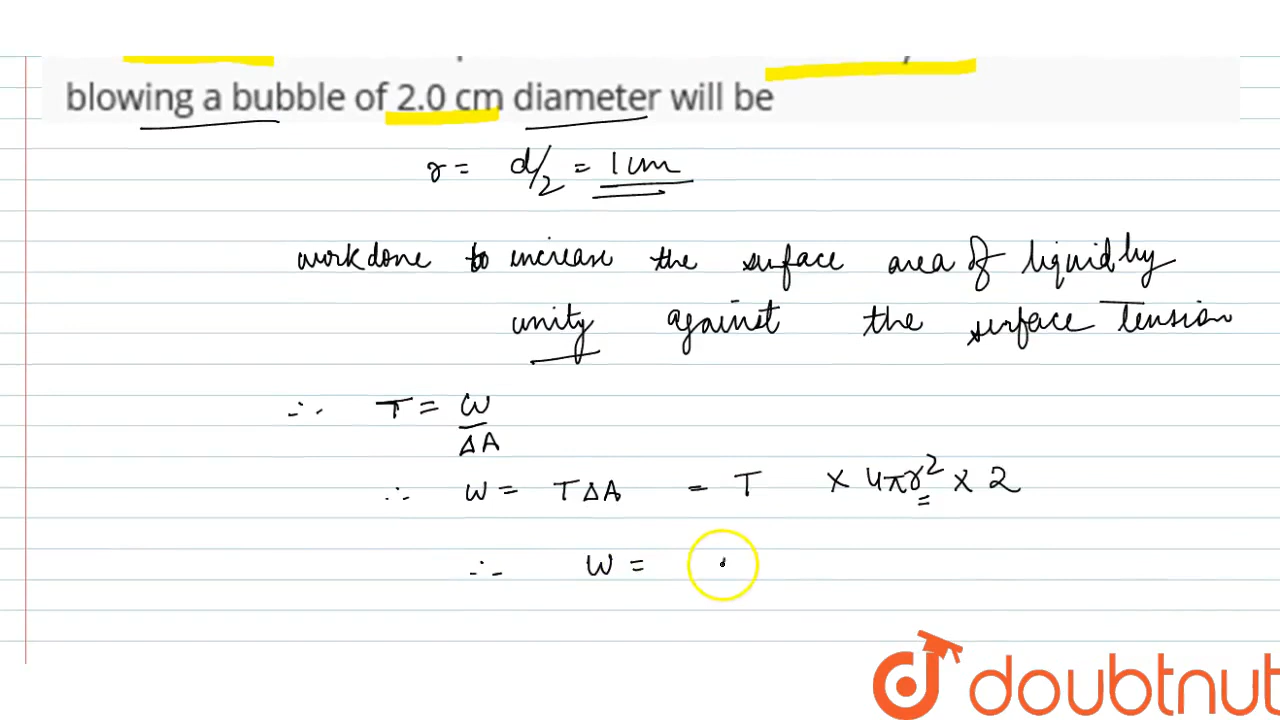 blowing a bubble of 2.0 cm diameter will be
r = d/2 = 1 cm
workdone to increase the surface area of liquid by
unity against the surface Tension
∴ T = W/ΔA
∴ W = TΔA = T × 4πr² × 2
∴ W =
doubtnut